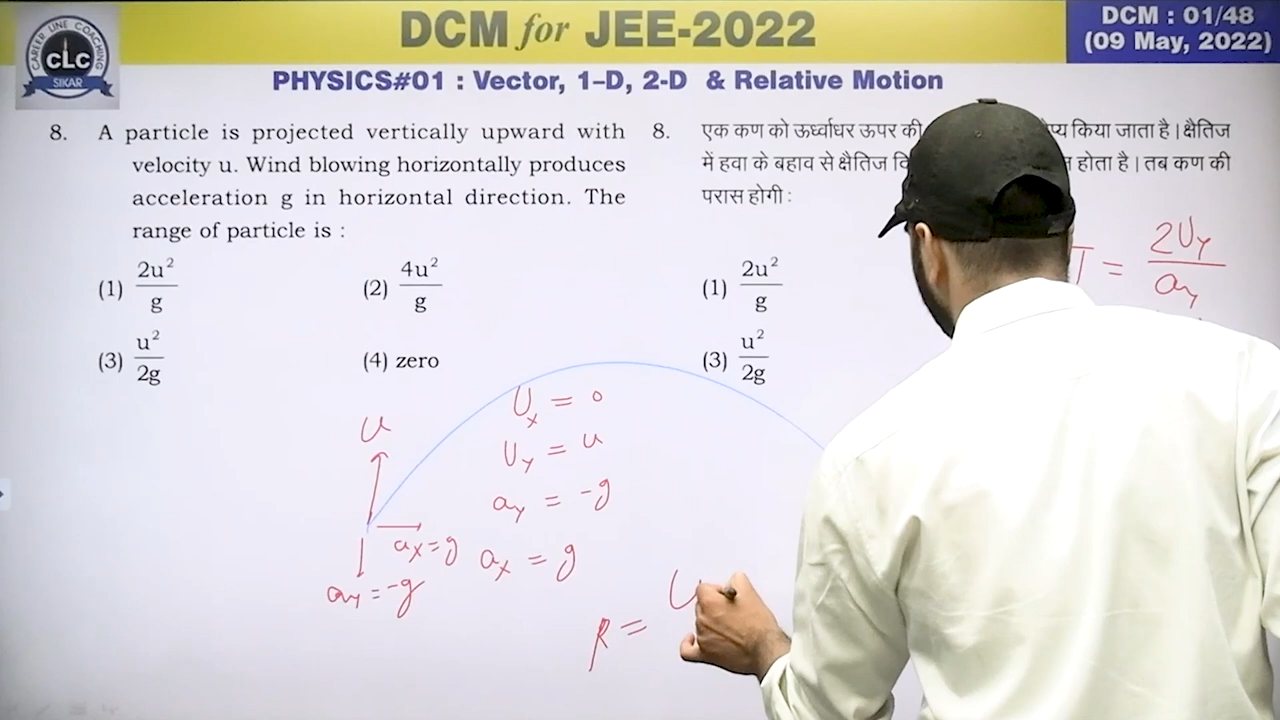 CAREER LINE COACHING
CLC
SIKAR
DCM for JEE-2022
DCM : 01/48
(09 May, 2022)
PHYSICS#01 : Vector, 1–D, 2-D & Relative Motion
8. A particle is projected vertically upward with
velocity u. Wind blowing horizontally produces
acceleration g in horizontal direction. The
range of particle is :
(1) 2u²/g (2) 4u²/g
(3) u²/2g (4) zero
8. एक कण को ऊर्ध्वाधर ऊपर की किया जाता है। क्षैतिज
में हवा के बहाव से क्षैतिज होता है। तब कण की
परास होगी :
(1) 2u²/g
(3) u²/2g
T = 2Uy/ay
u
ax = g
ay = -g
Ux = 0
Uy = u
ay = -g
ax = g
R = U